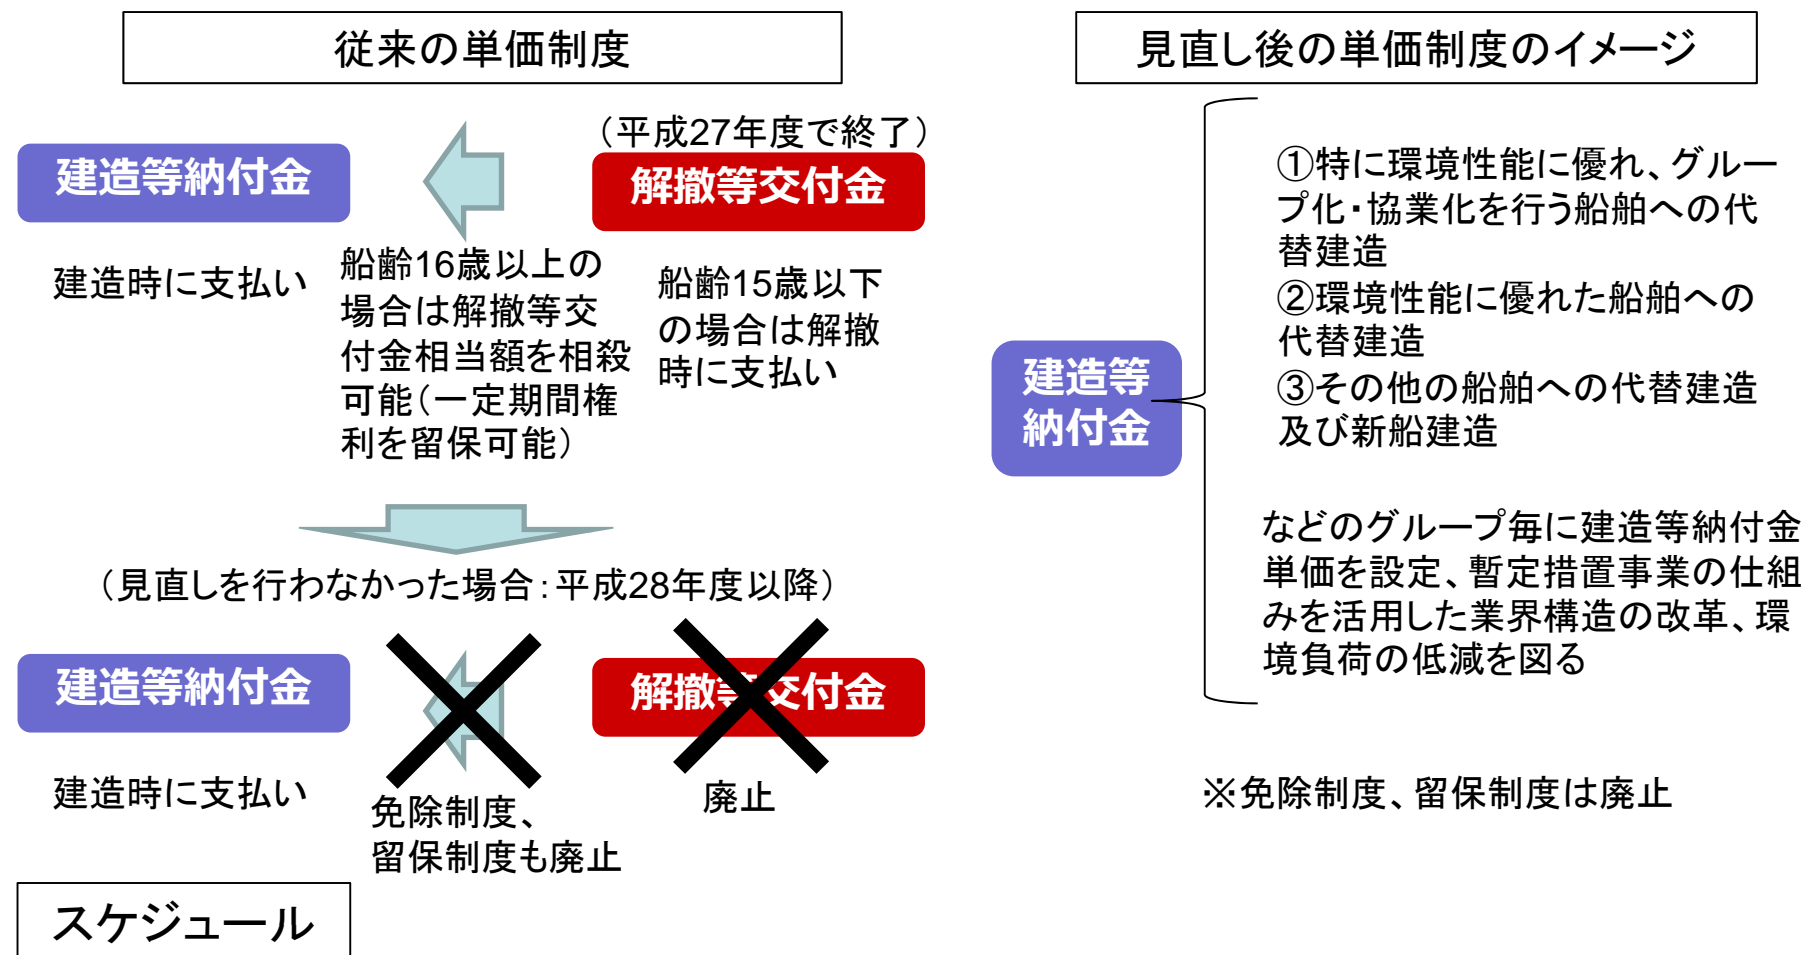 従来の単価制度
（平成27年度で終了）
建造等納付金
解撤等交付金
建造時に支払い
船齢16歳以上の
場合は解撤等交
付金相当額を相殺
可能（一定期間権
利を留保可能）
船齢15歳以下
の場合は解撤
時に支払い
（見直しを行わなかった場合：平成28年度以降）
建造等納付金
解撤等交付金
建造時に支払い
免除制度、
留保制度も廃止
廃止
スケジュール
見直し後の単価制度のイメージ
建造等
納付金
①特に環境性能に優れ、グルー
プ化・協業化を行う船舶への代
替建造
②環境性能に優れた船舶への
代替建造
③その他の船舶への代替建造
及び新船建造
などのグループ毎に建造等納付金
単価を設定、暫定措置事業の仕組
みを活用した業界構造の改革、環
境負荷の低減を図る
※免除制度、留保制度は廃止